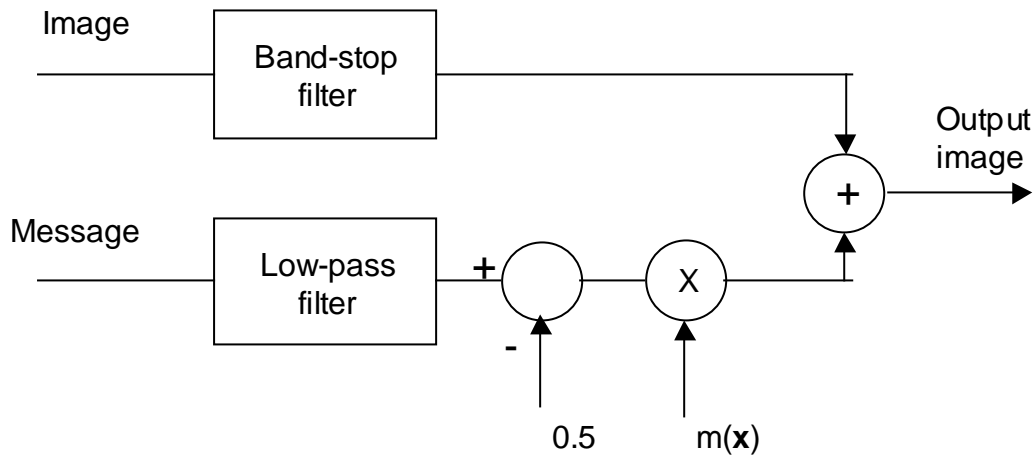 Image
Band-stop
filter
Output
image
+
Message
Low-pass
filter
+
X
-
0.5
m(x)